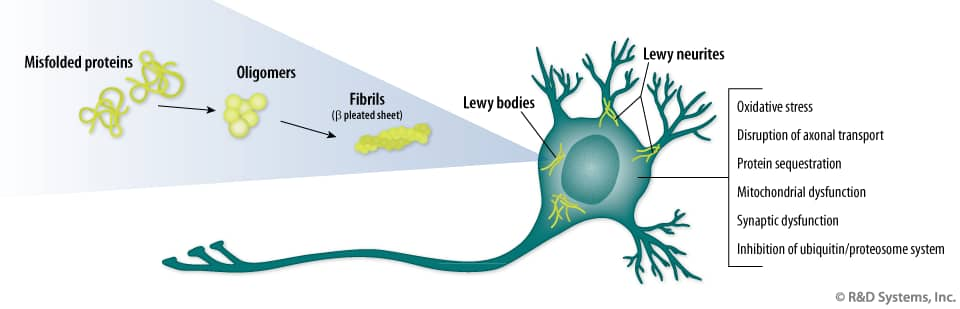 Misfolded proteins
Oligomers
Fibrils
(β pleated sheet)
Lewy bodies
Lewy neurites
Oxidative stress
Disruption of axonal transport
Protein sequestration
Mitochondrial dysfunction
Synaptic dysfunction
Inhibition of ubiquitin/proteosome system
© R&D Systems, Inc.